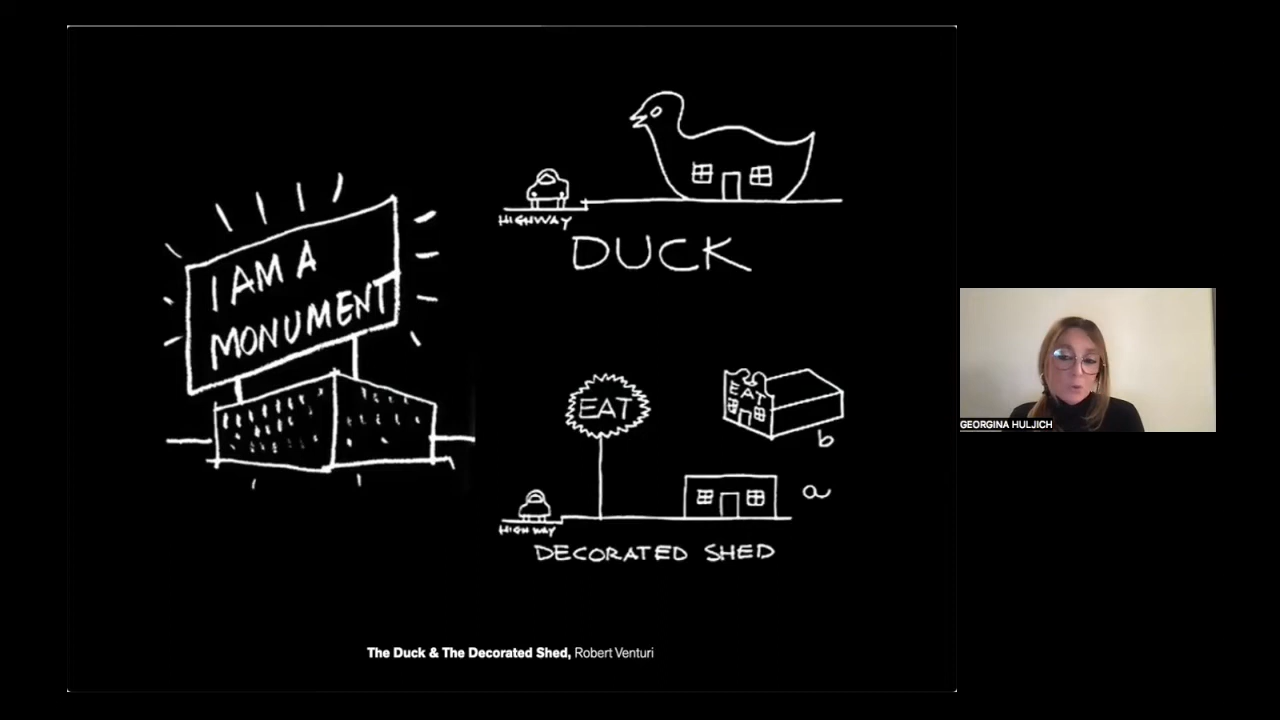 I AM A
MONUMENT
HIGHWAY
DUCK
EAT
EAT
b
a
HIGHWAY
DECORATED SHED
The Duck & The Decorated Shed, Robert Venturi
GEORGINA HULJICH